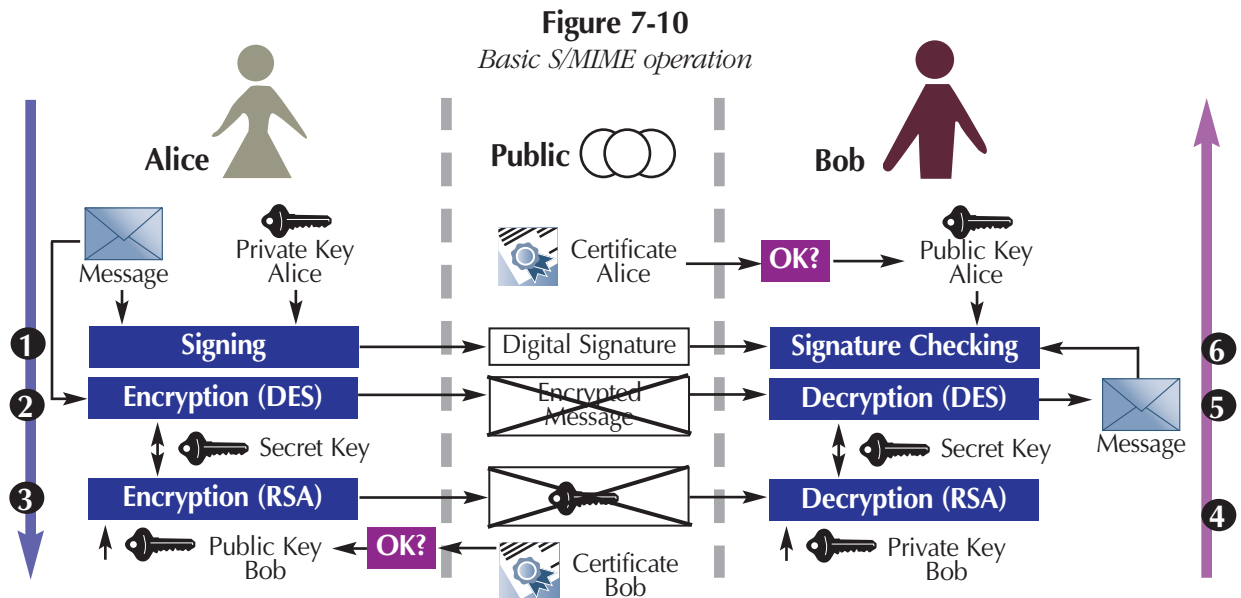 Figure 7-10
Basic S/MIME operation
Alice
Public
Bob
Message
Private Key
Alice
Certificate
Alice
OK?
Public Key
Alice
1
Signing
Digital Signature
Signature Checking
6
2
Encryption (DES)
Encrypted
Message
Decryption (DES)
5
Message
Secret Key
Secret Key
3
Encryption (RSA)
Decryption (RSA)
4
Public Key
Bob
OK?
Certificate
Bob
Private Key
Bob